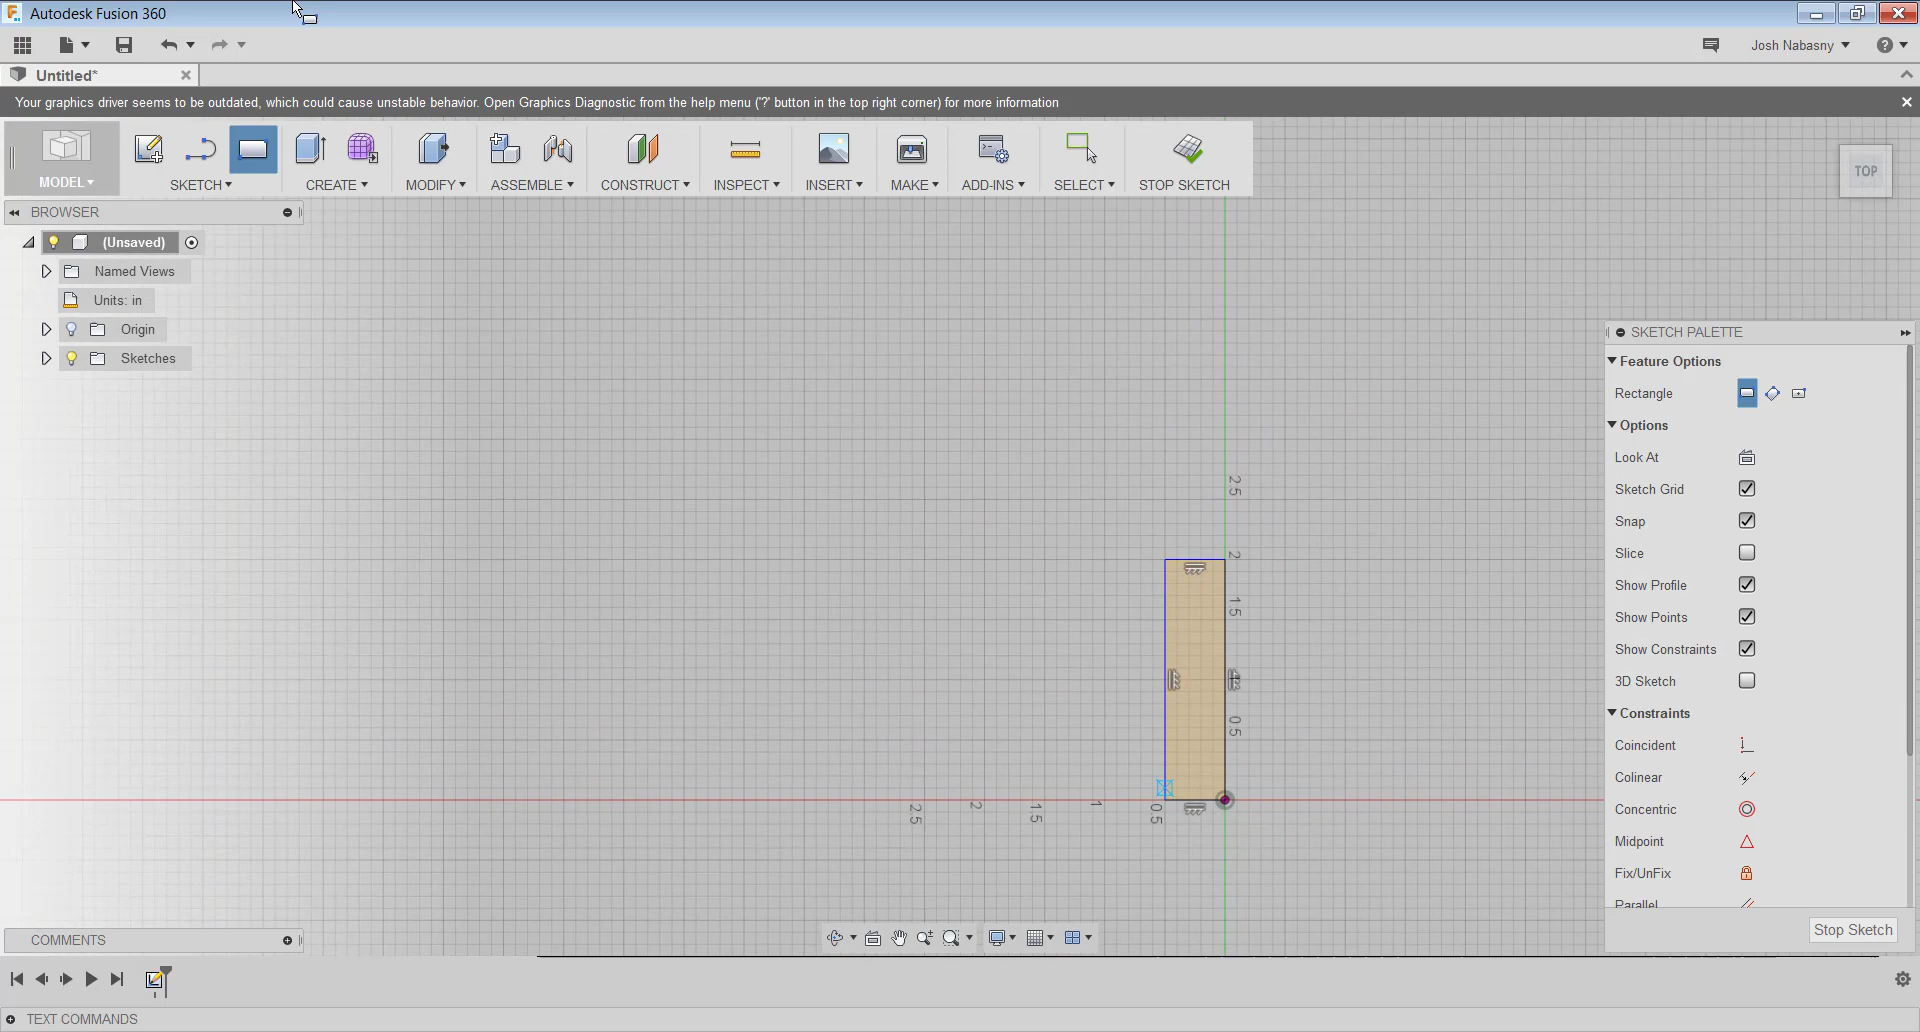 Autodesk Fusion 360
Josh Nabasny
Untitled*
Your graphics driver seems to be outdated, which could cause unstable behavior. Open Graphics Diagnostic from the help menu ('?' button in the top right corner) for more information
MODEL
SKETCH
CREATE
MODIFY
ASSEMBLE
CONSTRUCT
INSPECT
INSERT
MAKE
ADD-INS
SELECT
STOP SKETCH
TOP
BROWSER
(Unsaved)
Named Views
Units: in
Origin
Sketches
2.5
2
1.5
0.5
2.5
2
1.5
1
0.5
SKETCH PALETTE
Feature Options
Rectangle
Options
Look At
Sketch Grid
Snap
Slice
Show Profile
Show Points
Show Constraints
3D Sketch
Constraints
Coincident
Colinear
Concentric
Midpoint
Fix/UnFix
Parallel
Stop Sketch
COMMENTS
TEXT COMMANDS